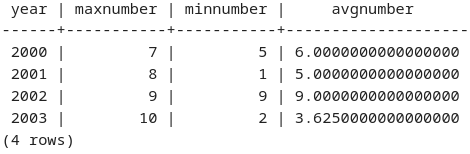 year | maxnumber | minnumber |     avgnumber
------+-----------+-----------+--------------------
 2000 |         7 |         5 | 6.0000000000000000
 2001 |         8 |         1 | 5.0000000000000000
 2002 |         9 |         9 | 9.0000000000000000
 2003 |        10 |         2 | 3.6250000000000000
(4 rows)